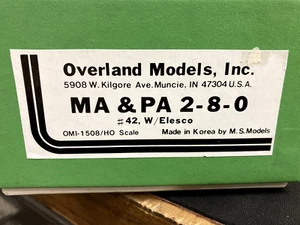 Overland Models, Inc.
5908 W. Kilgore Ave. Muncie, IN 47304 U.S.A.
MA & PA 2-8-0
#42, W/Elesco
OMI-1508/HO Scale Made in Korea by M.S. Models